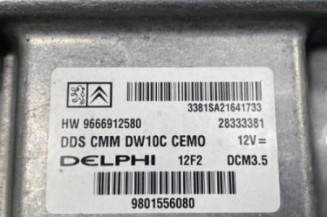 3381SA21641733
HW 9666912580 28333381
DDS CMM DW10C CEMO 12V=
DELPHI 12F2 DCM3.5
9801556080